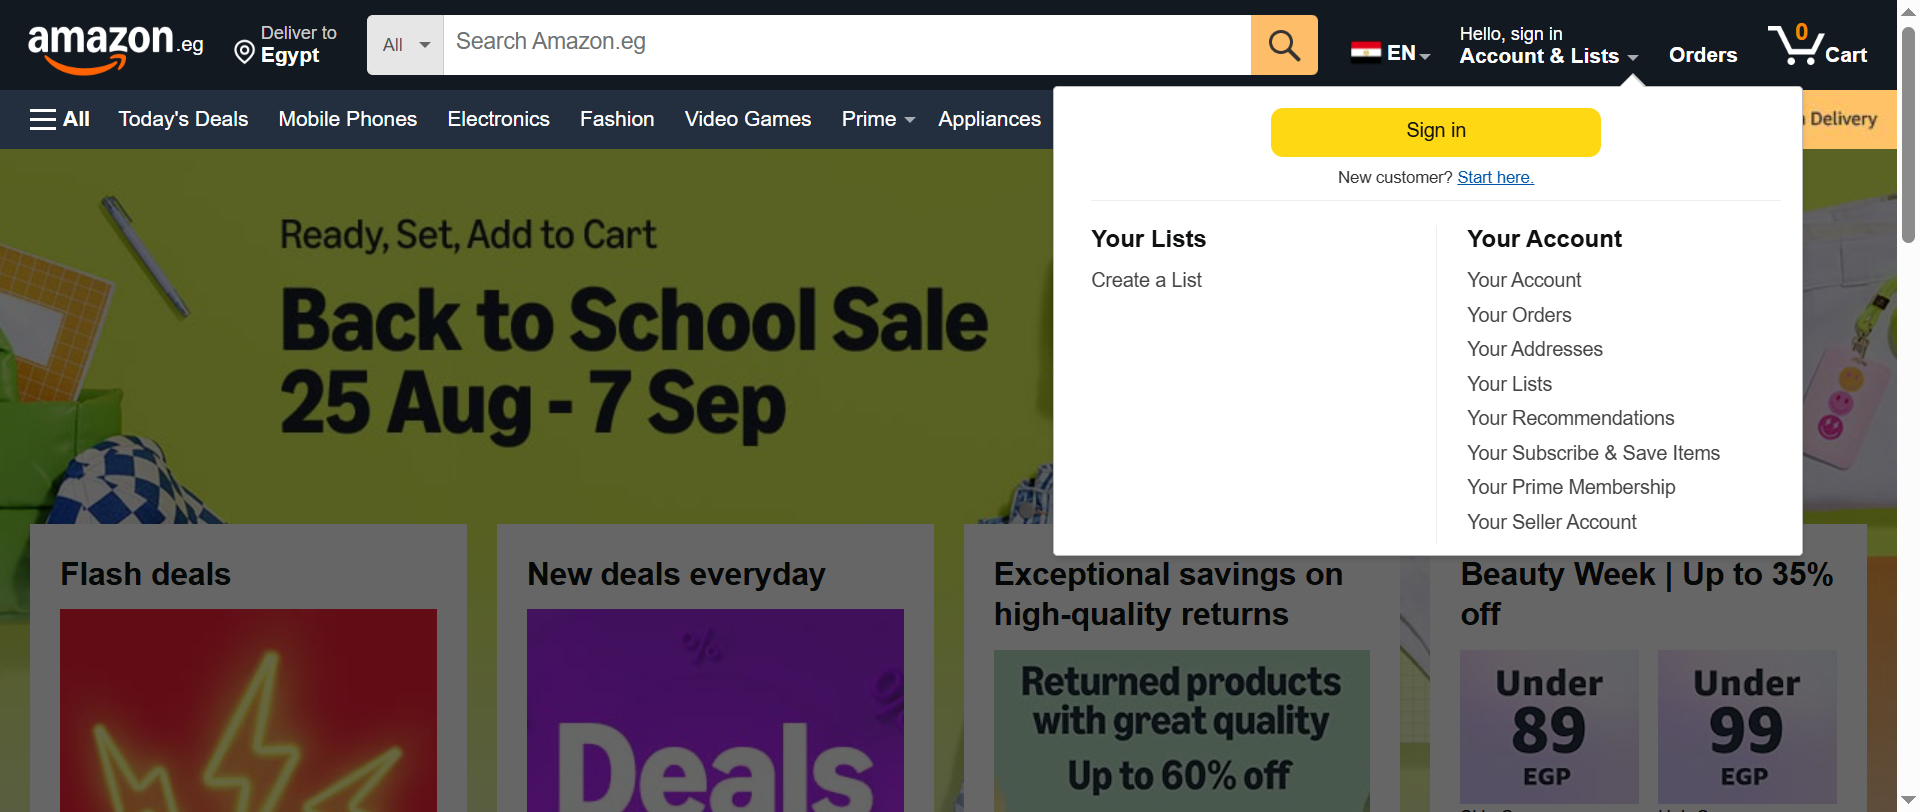 amazon.eg
Deliver to
Egypt
All
Search Amazon.eg
EN
Hello, sign in
Account & Lists
Orders
0
Cart
All
Today's Deals
Mobile Phones
Electronics
Fashion
Video Games
Prime
Appliances
Delivery
Sign in
New customer? Start here.
Your Lists
Create a List
Your Account
Your Account
Your Orders
Your Addresses
Your Lists
Your Recommendations
Your Subscribe & Save Items
Your Prime Membership
Your Seller Account
Ready, Set, Add to Cart
Back to School Sale
25 Aug - 7 Sep
Flash deals
New deals everyday
%
Deals
Exceptional savings on
high-quality returns
Returned products
with great quality
Up to 60% off
Beauty Week | Up to 35%
off
Under
89
EGP
Under
99
EGP